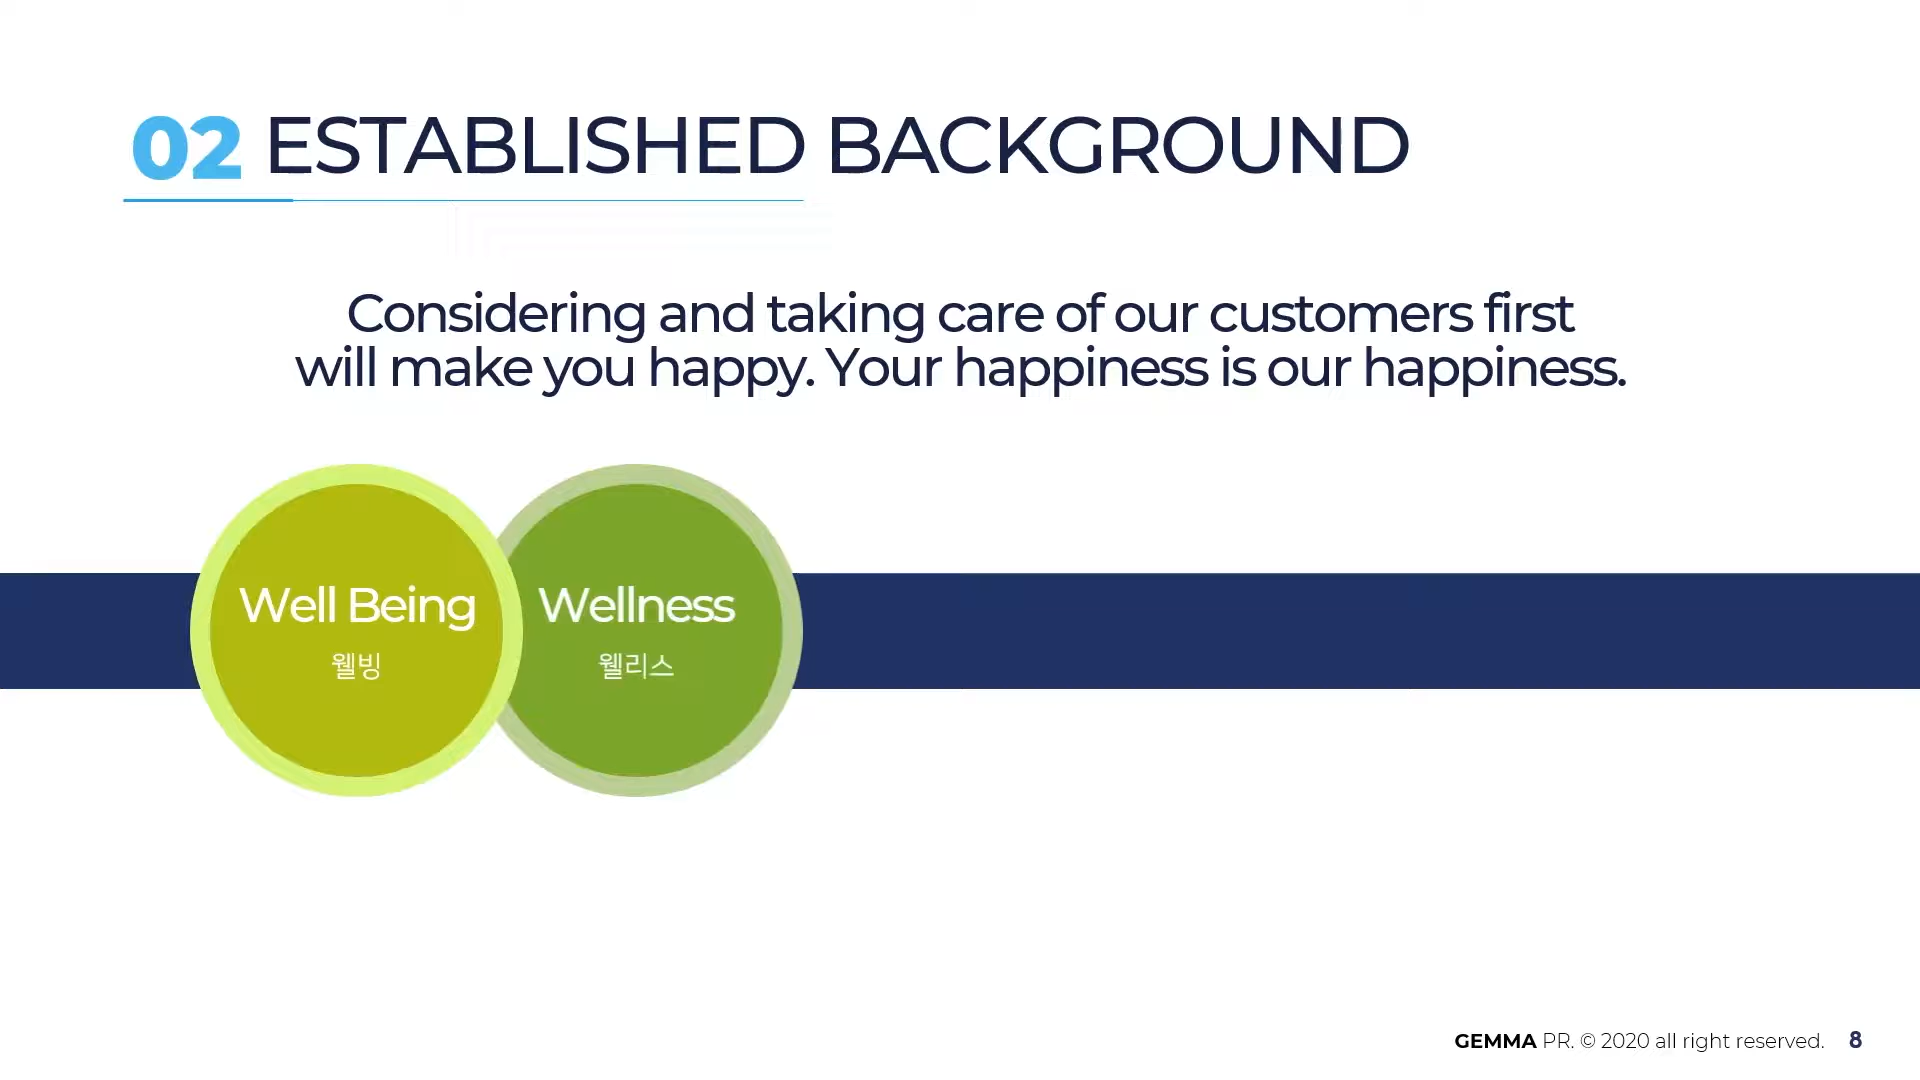 02 ESTABLISHED BACKGROUND
Considering and taking care of our customers first
will make you happy. Your happiness is our happiness.
Well Being
웰빙
Wellness
웰리스
GEMMA PR. © 2020 all right reserved. 8